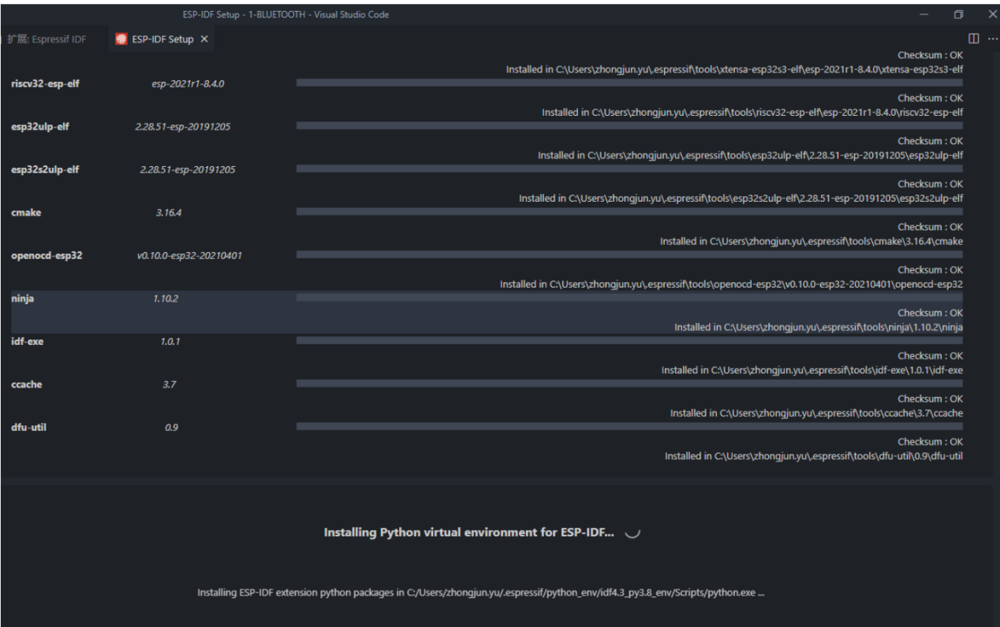 ESP-IDF Setup - 1-BLUETOOTH - Visual Studio Code
扩展: Espressif IDF
ESP-IDF Setup
Checksum : OK
Installed in C:\Users\zhongjun.yu\.espressif\tools\xtensa-esp32s3-elf\esp-2021r1-8.4.0\xtensa-esp32s3-elf
riscv32-esp-elf esp-2021r1-8.4.0
Checksum : OK
Installed in C:\Users\zhongjun.yu\.espressif\tools\riscv32-esp-elf\esp-2021r1-8.4.0\riscv32-esp-elf
esp32ulp-elf 2.28.51-esp-20191205
Checksum : OK
Installed in C:\Users\zhongjun.yu\.espressif\tools\esp32ulp-elf\2.28.51-esp-20191205\esp32ulp-elf
esp32s2ulp-elf 2.28.51-esp-20191205
Checksum : OK
Installed in C:\Users\zhongjun.yu\.espressif\tools\esp32s2ulp-elf\2.28.51-esp-20191205\esp32s2ulp-elf
cmake 3.16.4
Checksum : OK
Installed in C:\Users\zhongjun.yu\.espressif\tools\cmake\3.16.4\cmake
openocd-esp32 v0.10.0-esp32-20210401
Checksum : OK
Installed in C:\Users\zhongjun.yu\.espressif\tools\openocd-esp32\v0.10.0-esp32-20210401\openocd-esp32
ninja 1.10.2
Checksum : OK
Installed in C:\Users\zhongjun.yu\.espressif\tools\ninja\1.10.2\ninja
idf-exe 1.0.1
Checksum : OK
Installed in C:\Users\zhongjun.yu\.espressif\tools\idf-exe\1.0.1\idf-exe
ccache 3.7
Checksum : OK
Installed in C:\Users\zhongjun.yu\.espressif\tools\ccache\3.7\ccache
dfu-util 0.9
Checksum : OK
Installed in C:\Users\zhongjun.yu\.espressif\tools\dfu-util\0.9\dfu-util
Installing Python virtual environment for ESP-IDF...
Installing ESP-IDF extension python packages in C:/Users/zhongjun.yu/.espressif/python_env/idf4.3_py3.8_env/Scripts/python.exe ...